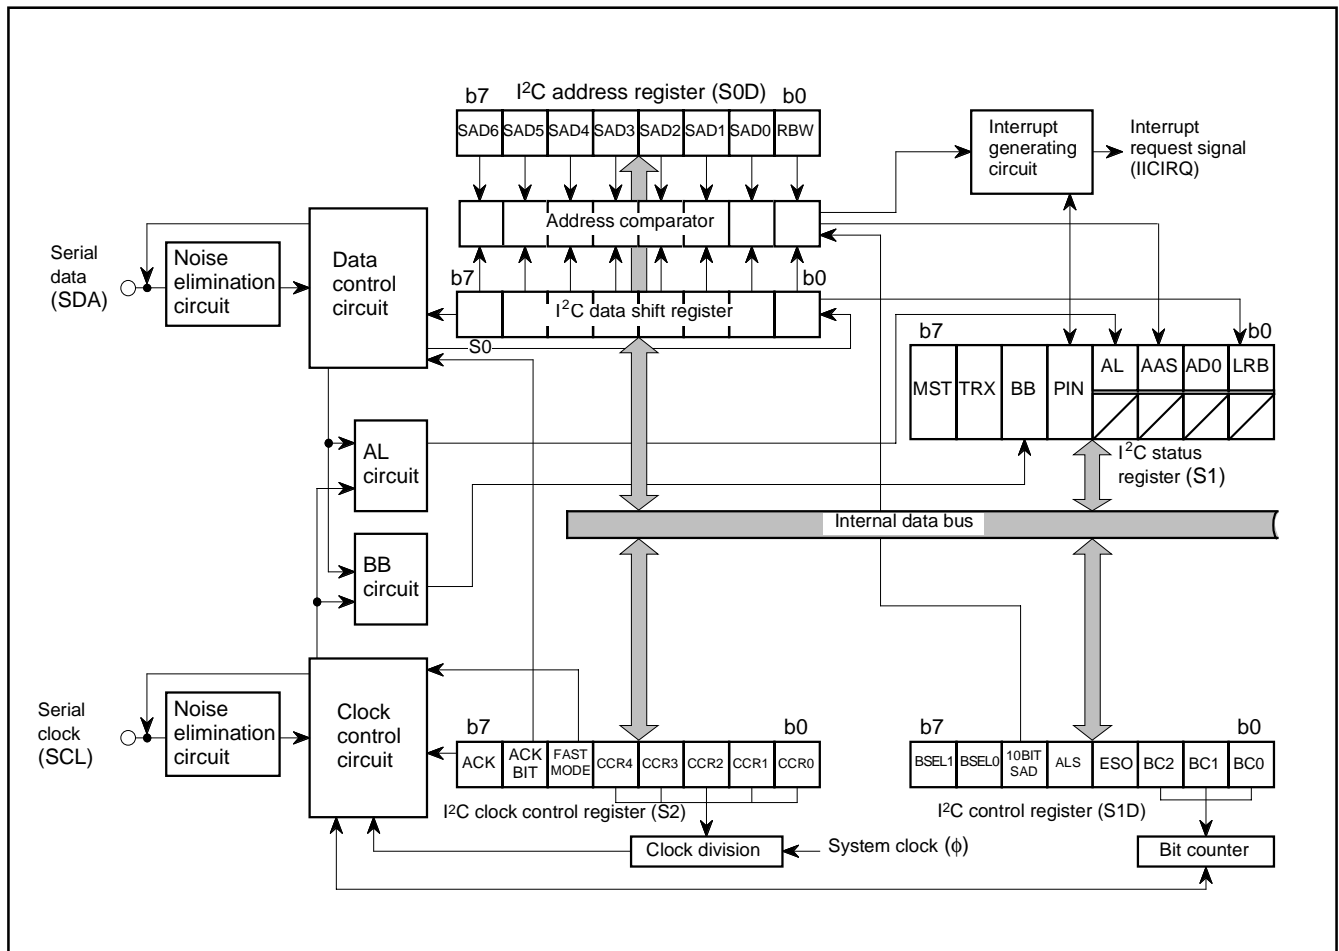 I²C address register (S0D)
b7
b0
SAD6 SAD5 SAD4 SAD3 SAD2 SAD1 SAD0 RBW
Interrupt
generating
circuit
Interrupt
request signal
(IICIRQ)
Address comparator
Serial
data
(SDA)
Noise
elimination
circuit
Data
control
circuit
b7
b0
I²C data shift register
S0
b7
b0
MST TRX BB PIN AL AAS AD0 LRB
I²C status
register (S1)
AL
circuit
Internal data bus
BB
circuit
Serial
clock
(SCL)
Noise
elimination
circuit
Clock
control
circuit
b7
b0
ACK
ACK
BIT
FAST
MODE
CCR4 CCR3 CCR2 CCR1 CCR0
I²C clock control register (S2)
b7
b0
BSEL1 BSEL0
10BIT
SAD
ALS ESO BC2 BC1 BC0
I²C control register (S1D)
Clock division
System clock (ϕ)
Bit counter